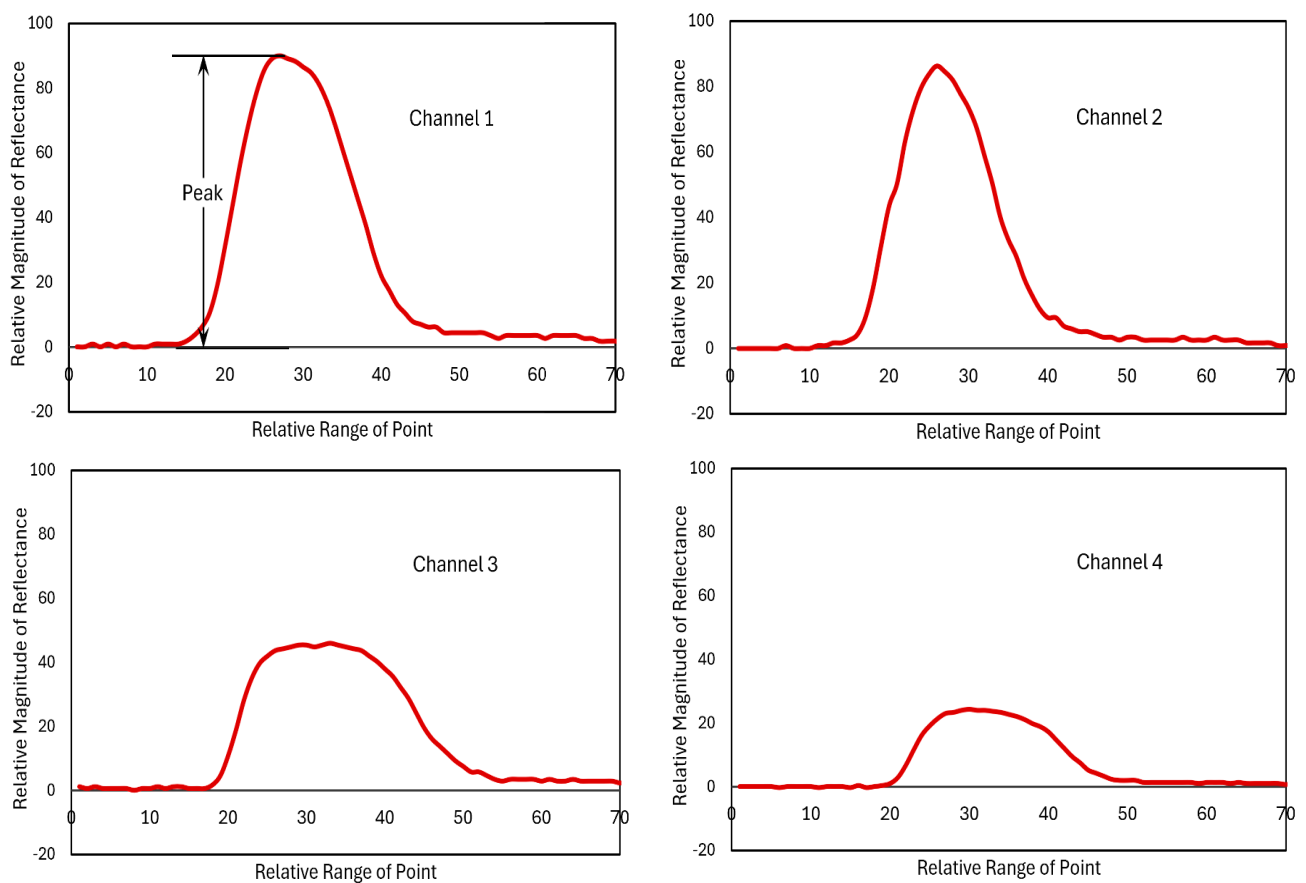 100
80
60
40
20
0
-20
Relative Magnitude of Reflectance
Peak
Channel 1
0 10 20 30 40 50 60 70
Relative Range of Point
100
80
60
40
20
0
-20
Relative Magnitude of Reflectance
Channel 2
0 10 20 30 40 50 60 70
Relative Range of Point
100
80
60
40
20
0
-20
Relative Magnitude of Reflectance
Channel 3
0 10 20 30 40 50 60 70
Relative Range of Point
100
80
60
40
20
0
-20
Relative Magnitude of Reflectance
Channel 4
0 10 20 30 40 50 60 70
Relative Range of Point